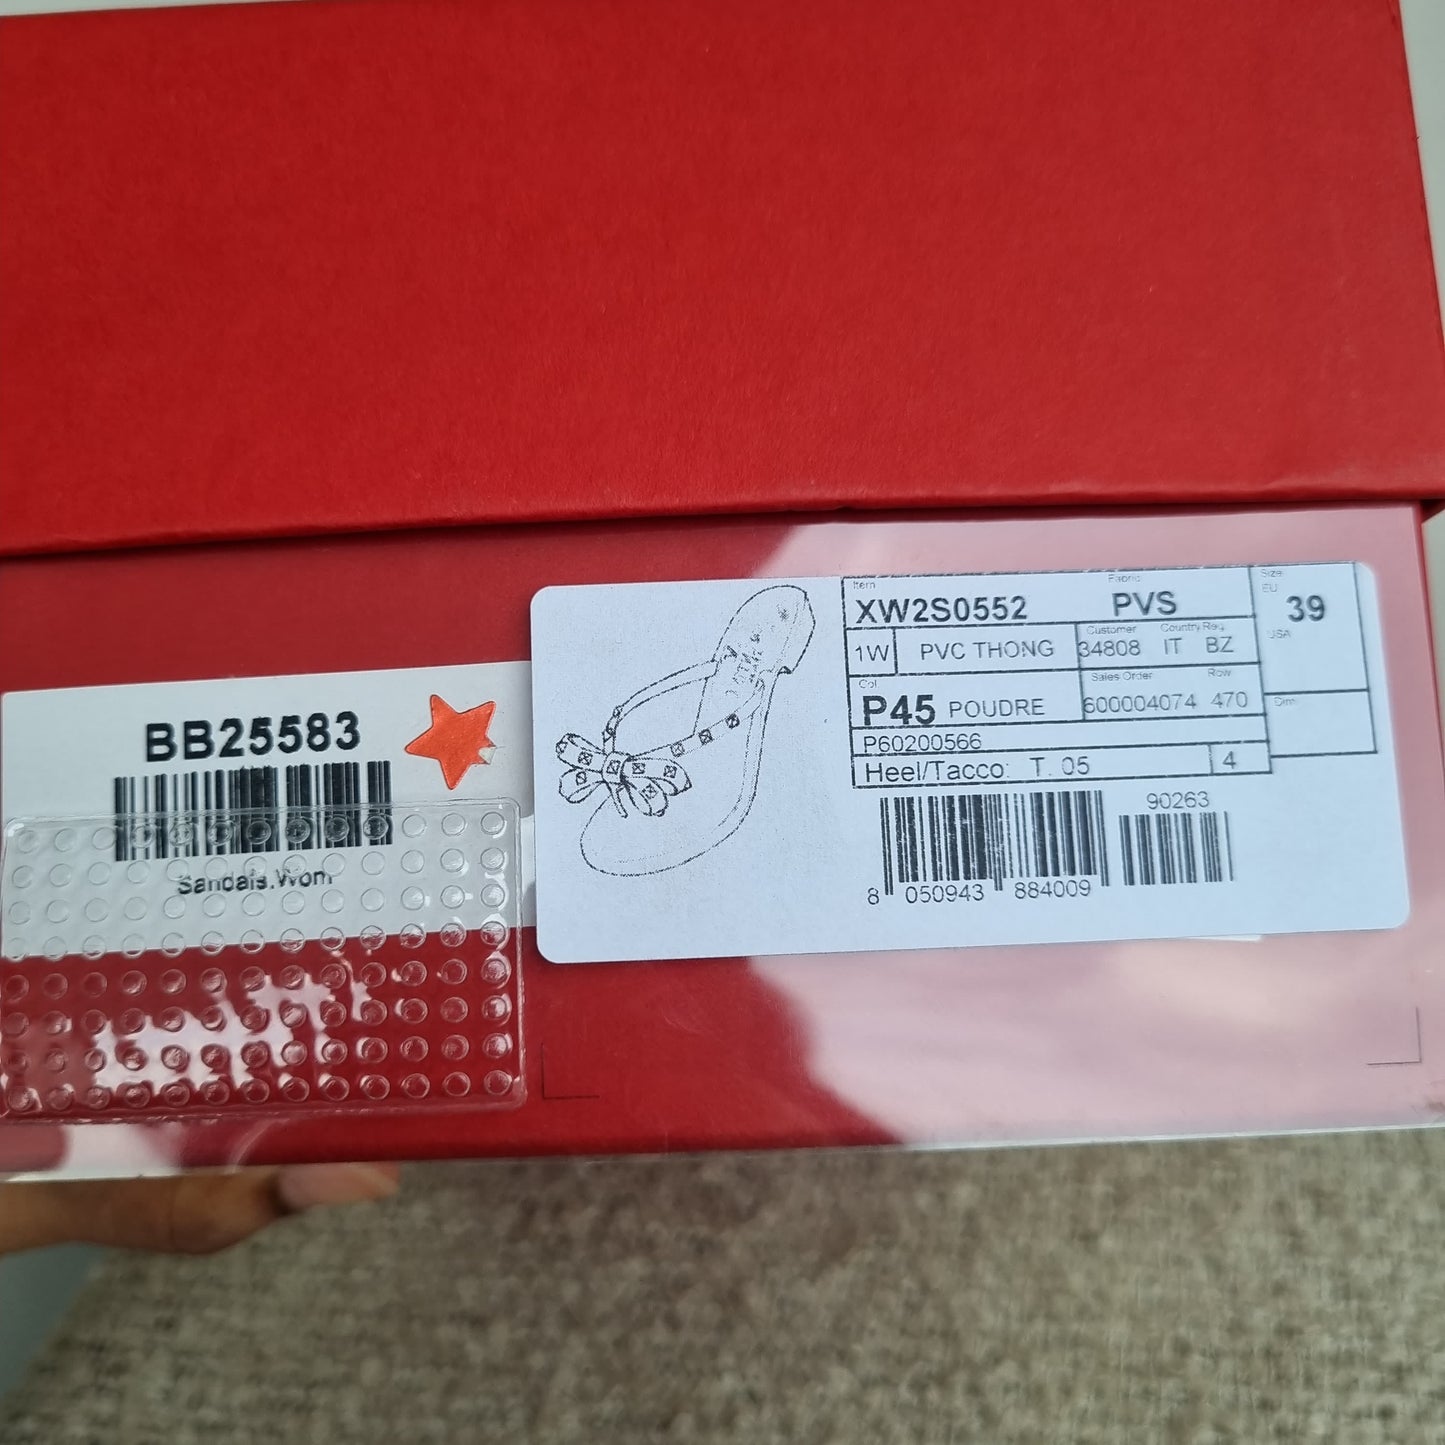 BB25583
Sandals.Wom
Item
Fabric
XW2S0552 PVS
1W PVC THONG
Customer Country Req.
34808 IT BZ
Col
P45 POUDRE
Sales Order Row
600004074 470
P60200566
Heel/Tacco: T. 05 4
Size
EU
39
USA
Dim
90263
8 050943 884009